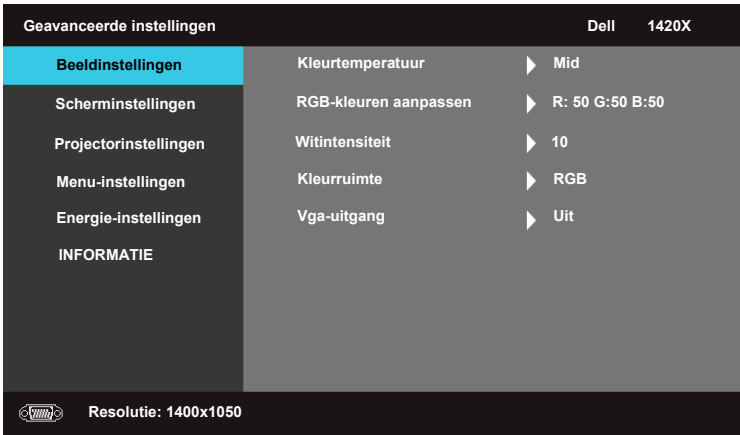 Geavanceerde instellingen Dell 1420X
Beeldinstellingen Kleurtemperatuur Mid
Scherminstellingen RGB-kleuren aanpassen R: 50 G:50 B:50
Projectorinstellingen Witintensiteit 10
Menu-instellingen Kleurruimte RGB
Energie-instellingen Vga-uitgang Uit
INFORMATIE
Resolutie: 1400x1050